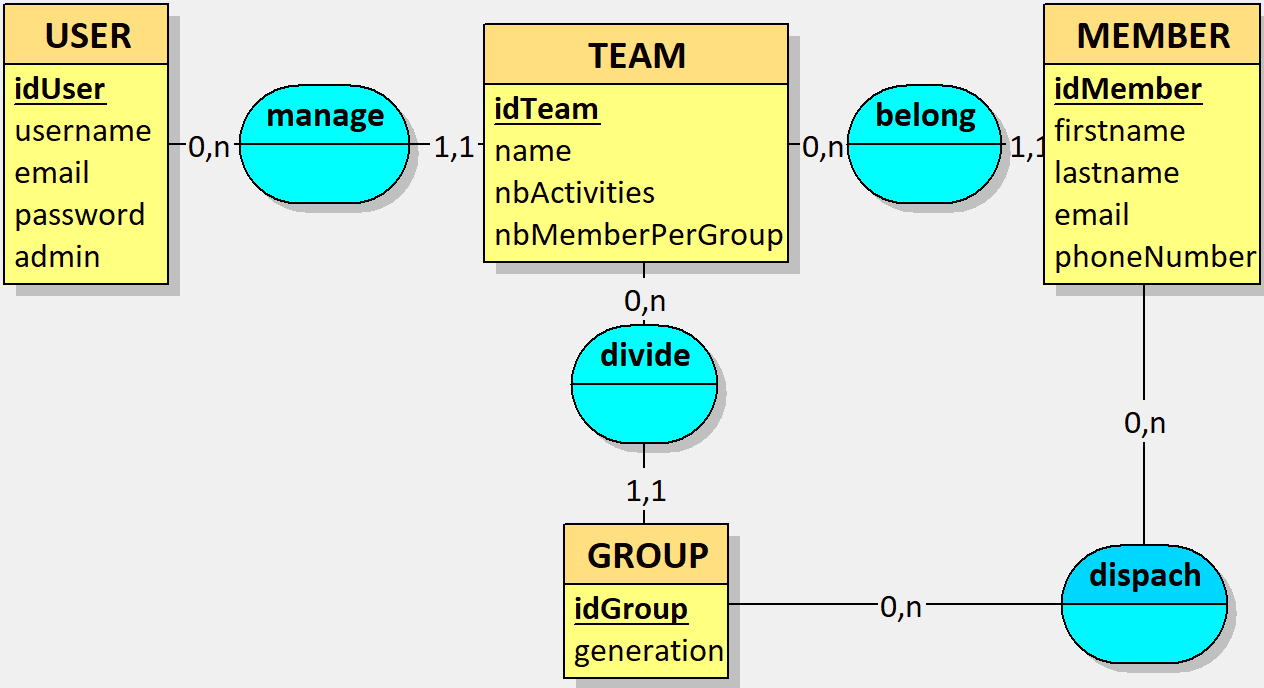 USER
idUser
username
email
password
admin
0,n
manage
1,1
TEAM
idTeam
name
nbActivities
nbMemberPerGroup
0,n
belong
1,1
MEMBER
idMember
firstname
lastname
email
phoneNumber
0,n
divide
1,1
GROUP
idGroup
generation
0,n
dispach
0,n